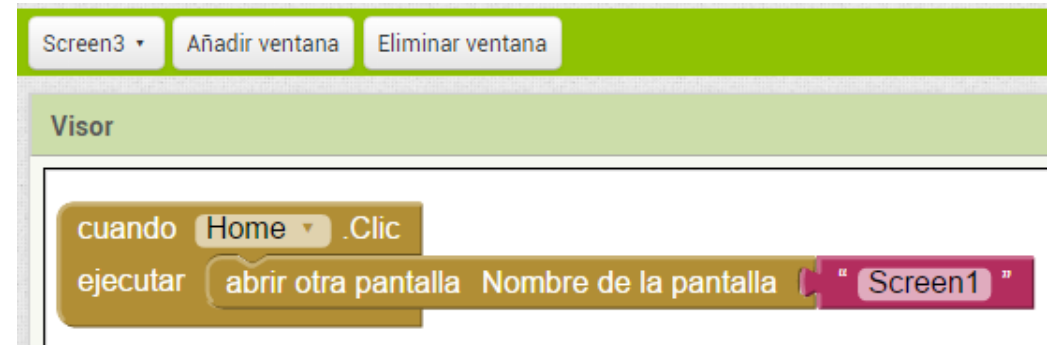 Screen3 Añadir ventana Eliminar ventana
Visor
cuando Home .Clic
ejecutar abrir otra pantalla Nombre de la pantalla “ Screen1 ”